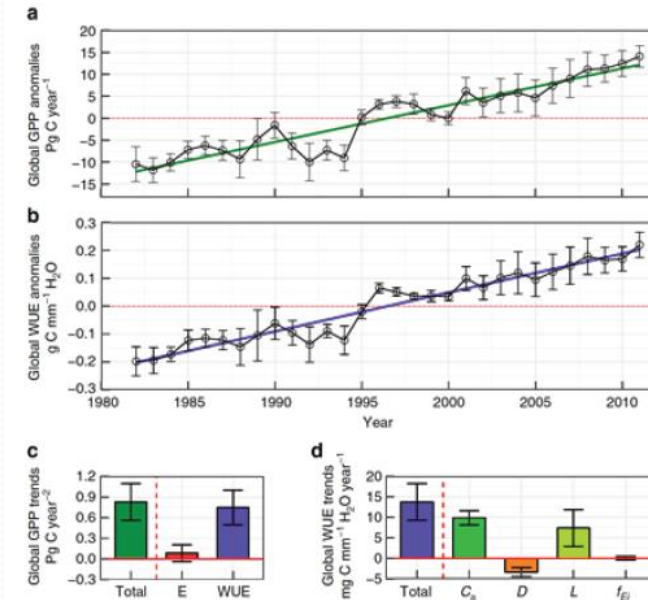 a
Global GPP anomalies
Pg C year⁻¹
20
15
10
5
0
−5
−10
−15
b
Global WUE anomalies
g C mm⁻¹ H₂O
0.3
0.2
0.1
0.0
−0.1
−0.2
−0.3
1980 1985 1990 1995 2000 2005 2010
Year
c
Global GPP trends
Pg C year⁻²
1.2
0.9
0.6
0.3
0.0
−0.3
Total E WUE
d
Global WUE trends
mg C mm⁻¹ H₂O year⁻¹
20
15
10
5
0
−5
Total Cₐ D L f_Ei